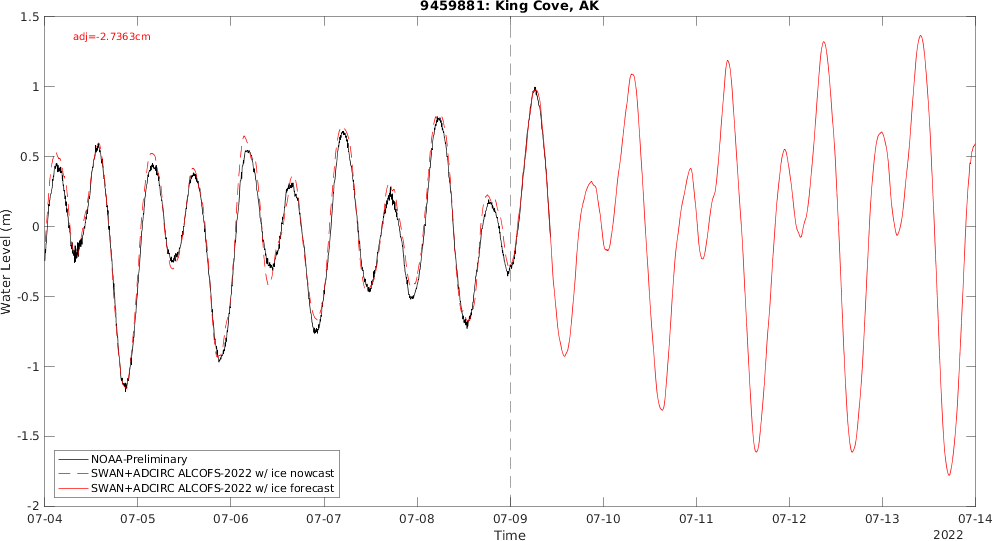 9459881: King Cove, AK
adj=-2.7363cm
1.5
1
0.5
0
-0.5
-1
-1.5
-2
Water Level (m)
NOAA-Preliminary
SWAN+ADCIRC ALCOFS-2022 w/ ice nowcast
SWAN+ADCIRC ALCOFS-2022 w/ ice forecast
07-04 07-05 07-06 07-07 07-08 07-09 07-10 07-11 07-12 07-13 07-14
Time
2022